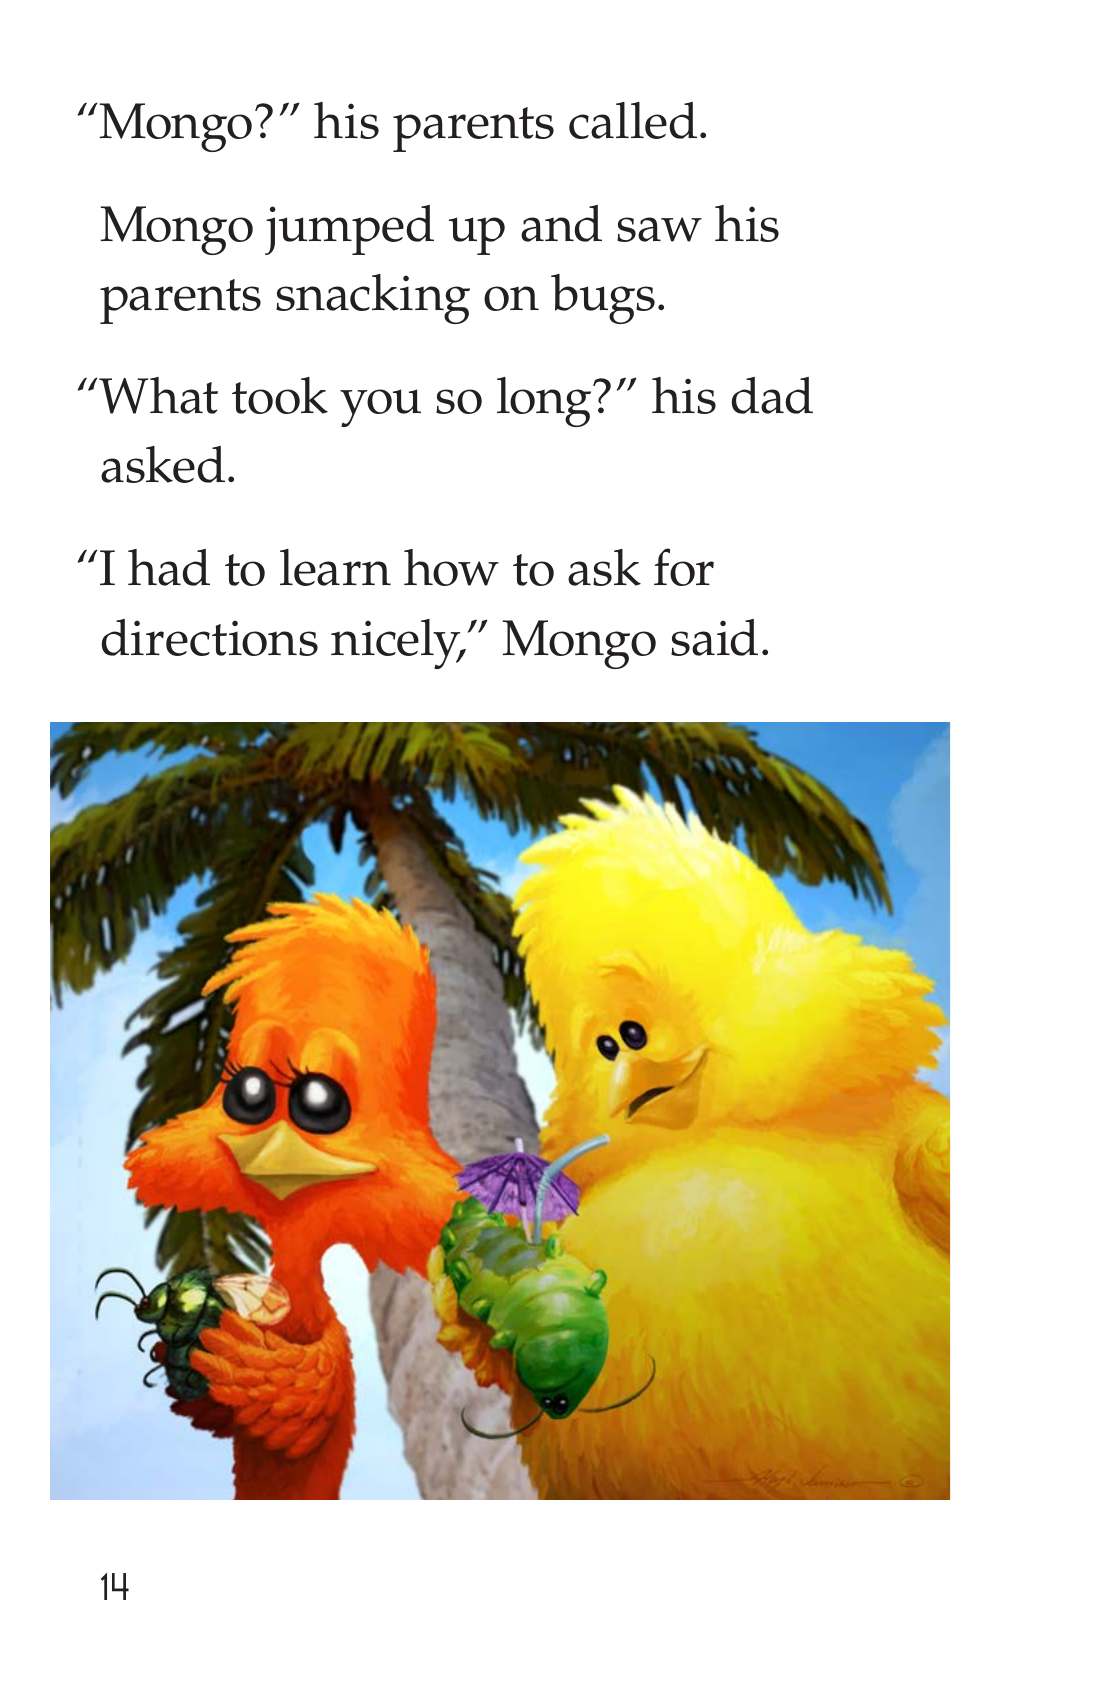 “Mongo?” his parents called.
Mongo jumped up and saw his
parents snacking on bugs.
“What took you so long?” his dad
asked.
“I had to learn how to ask for
directions nicely,” Mongo said.
14